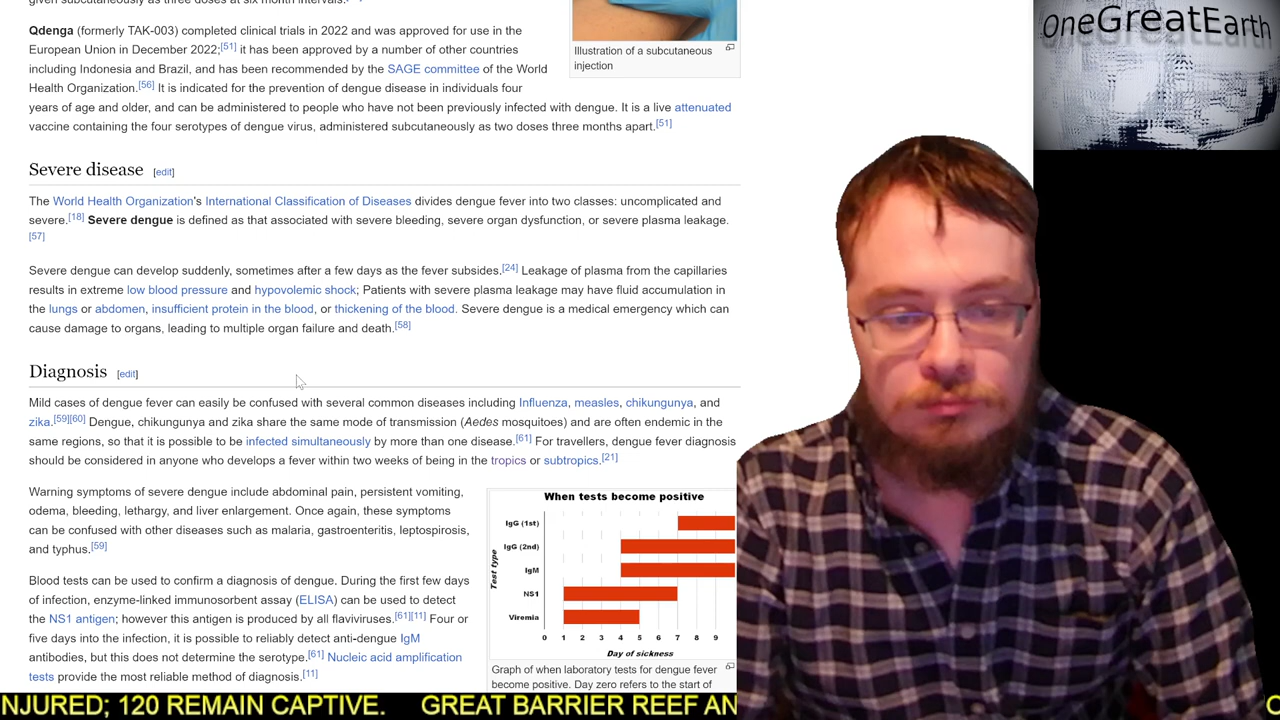 given subcutaneously as three doses at six month intervals.
Qdenga (formerly TAK-003) completed clinical trials in 2022 and was approved for use in the
European Union in December 2022;[51] it has been approved by a number of other countries
including Indonesia and Brazil, and has been recommended by the SAGE committee of the World
Health Organization.[56] It is indicated for the prevention of dengue disease in individuals four
years of age and older, and can be administered to people who have not been previously infected with dengue. It is a live attenuated
vaccine containing the four serotypes of dengue virus, administered subcutaneously as two doses three months apart.[51]
Illustration of a subcutaneous
injection
OneGreatEarth
Severe disease [edit]
The World Health Organization's International Classification of Diseases divides dengue fever into two classes: uncomplicated and
severe.[18] Severe dengue is defined as that associated with severe bleeding, severe organ dysfunction, or severe plasma leakage.
[57]
Severe dengue can develop suddenly, sometimes after a few days as the fever subsides.[24] Leakage of plasma from the capillaries
results in extreme low blood pressure and hypovolemic shock; Patients with severe plasma leakage may have fluid accumulation in
the lungs or abdomen, insufficient protein in the blood, or thickening of the blood. Severe dengue is a medical emergency which can
cause damage to organs, leading to multiple organ failure and death.[58]
Diagnosis [edit]
Mild cases of dengue fever can easily be confused with several common diseases including Influenza, measles, chikungunya, and
zika.[59][60] Dengue, chikungunya and zika share the same mode of transmission (Aedes mosquitoes) and are often endemic in the
same regions, so that it is possible to be infected simultaneously by more than one disease.[61] For travellers, dengue fever diagnosis
should be considered in anyone who develops a fever within two weeks of being in the tropics or subtropics.[21]
Warning symptoms of severe dengue include abdominal pain, persistent vomiting,
odema, bleeding, lethargy, and liver enlargement. Once again, these symptoms
can be confused with other diseases such as malaria, gastroenteritis, leptospirosis,
and typhus.[59]
Blood tests can be used to confirm a diagnosis of dengue. During the first few days
of infection, enzyme-linked immunosorbent assay (ELISA) can be used to detect
the NS1 antigen; however this antigen is produced by all flaviviruses.[61][11] Four or
five days into the infection, it is possible to reliably detect anti-dengue IgM
antibodies, but this does not determine the serotype.[61] Nucleic acid amplification
tests provide the most reliable method of diagnosis.[11]
When tests become positive
Test type
IgG (1st)
IgG (2nd)
IgM
NS1
Viremia
0 1 2 3 4 5 6 7 8 9
Day of sickness
Graph of when laboratory tests for dengue fever
become positive. Day zero refers to the start of
NJURED; 120 REMAIN CAPTIVE. GREAT BARRIER REEF AN